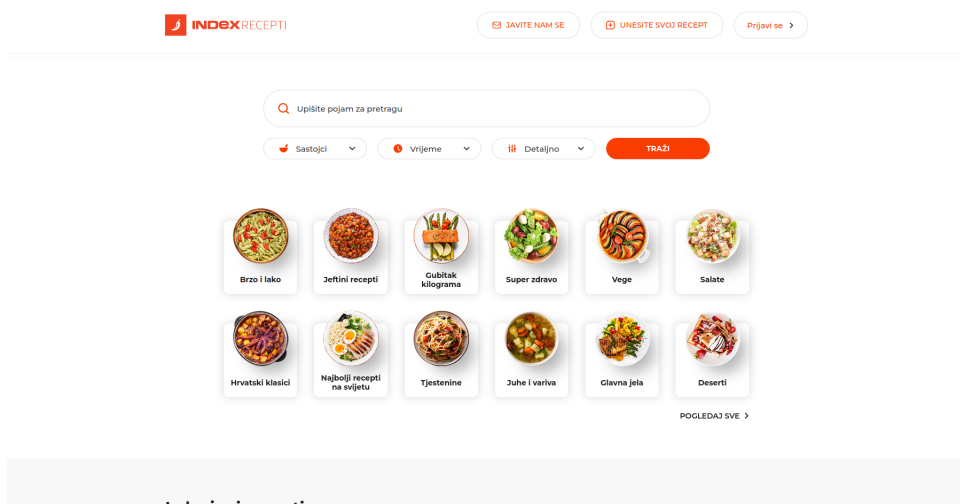 INDEX RECEPTI
JAVITE NAM SE
UNESITE SVOJ RECEPT
Prijavi se
Upišite pojam za pretragu
Sastojci
Vrijeme
Detaljno
TRAŽI
Brzo i lako
Jeftini recepti
Gubitak
kilograma
Super zdravo
Vege
Salate
Hrvatski klasici
Najbolji recepti
na svijetu
Tjestenine
Juhe i variva
Glavna jela
Deserti
POGLEDAJ SVE